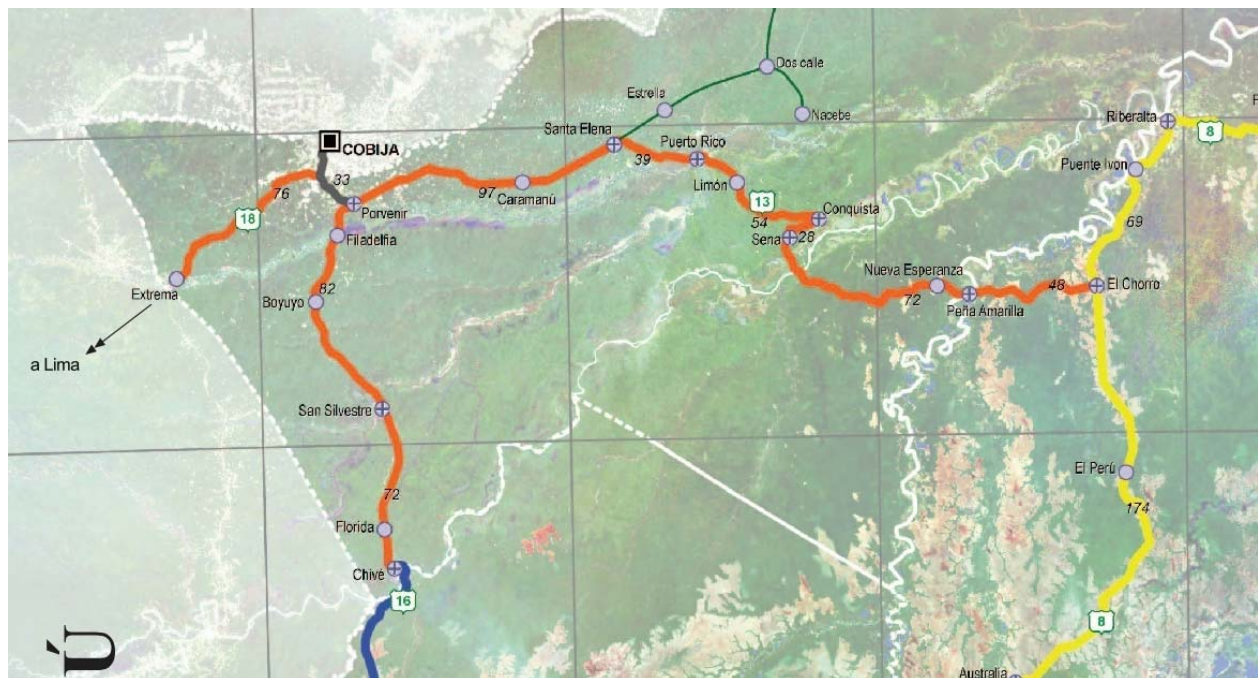 Dos calle
Estrella
Nacebe
Riberalta
8
COBIJA
Santa Elena
Puerto Rico
39
Puente Ivon
33
76
97
Caramanú
Limón
13
Porvenir
18
54
Conquista
69
Filadelfia
Sena
28
Extrema
Boyuyo
82
Nueva Esperanza
72
Peña Amarilla
48
El Chorro
a Lima
San Silvestre
El Perú
72
174
Florida
Chivé
16
8
Ú
Australia